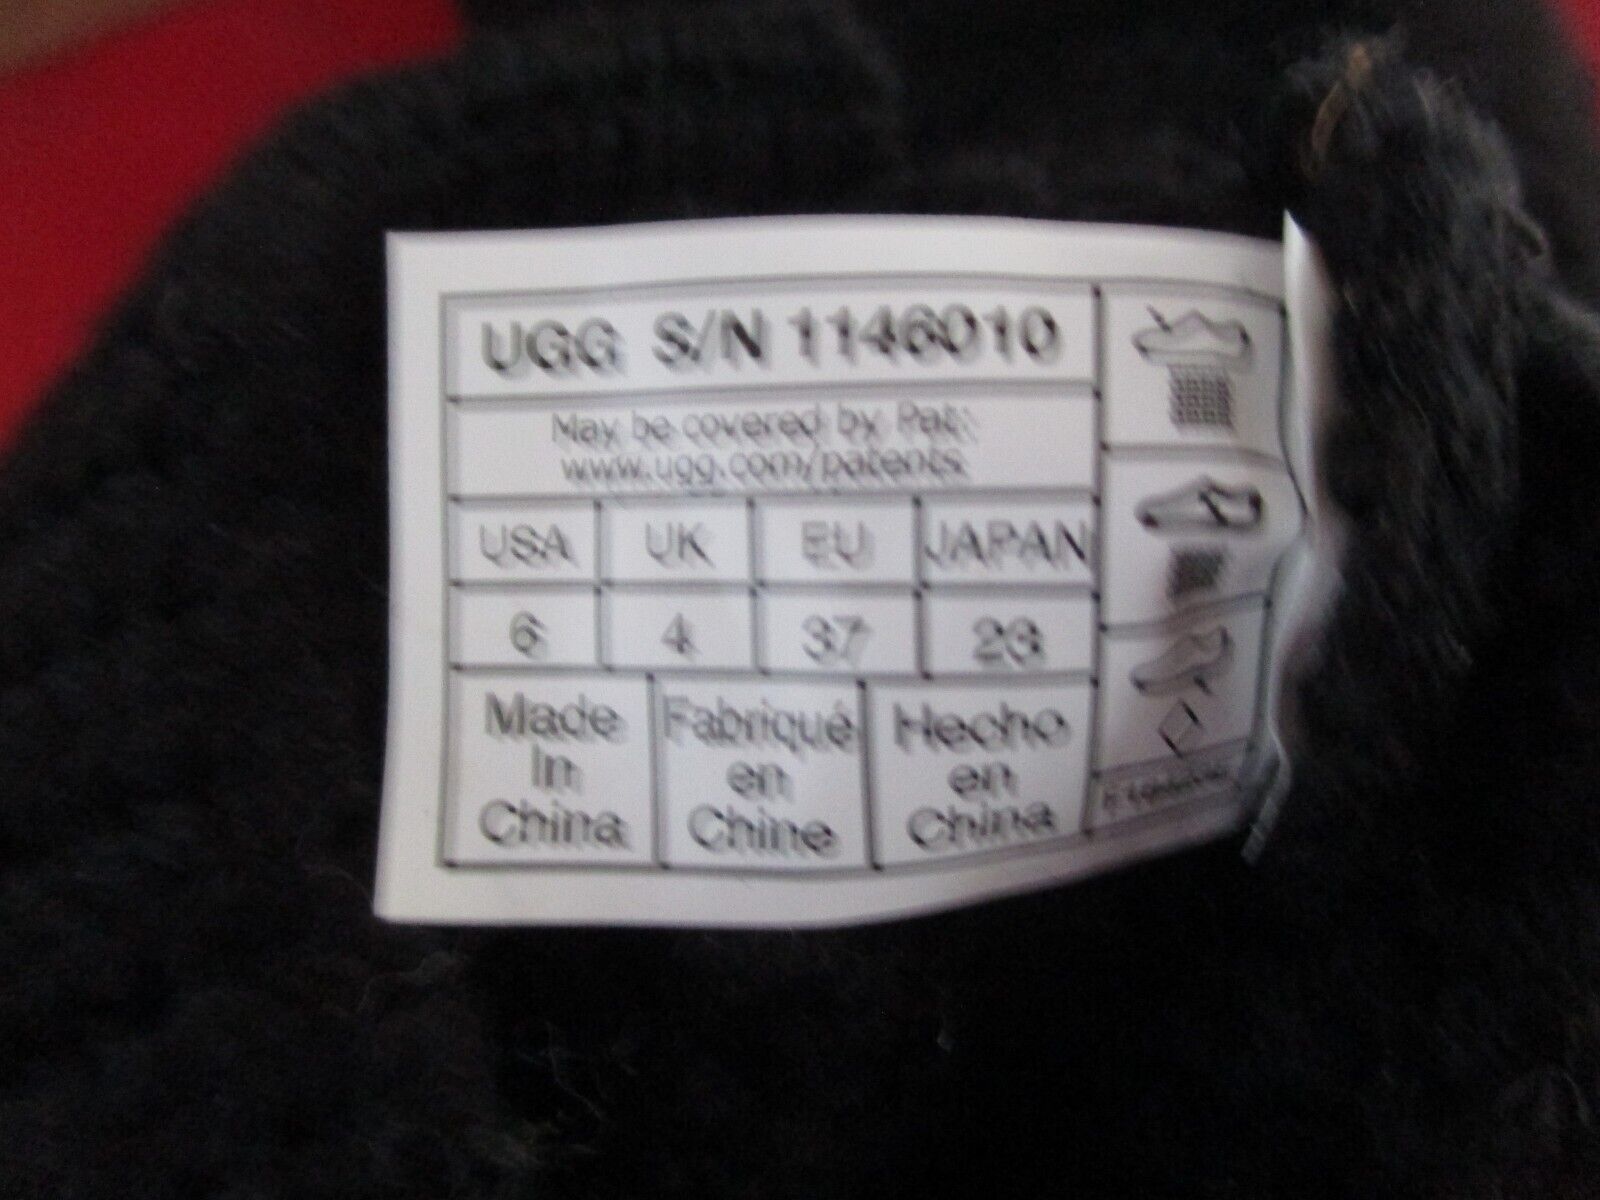 UGG S/N 1146010
May be covered by Pat.:
www.ugg.com/patents
USA UK EU JAPAN
6 4 37 23
Made in China
Fabriqué en Chine
Hecho en China